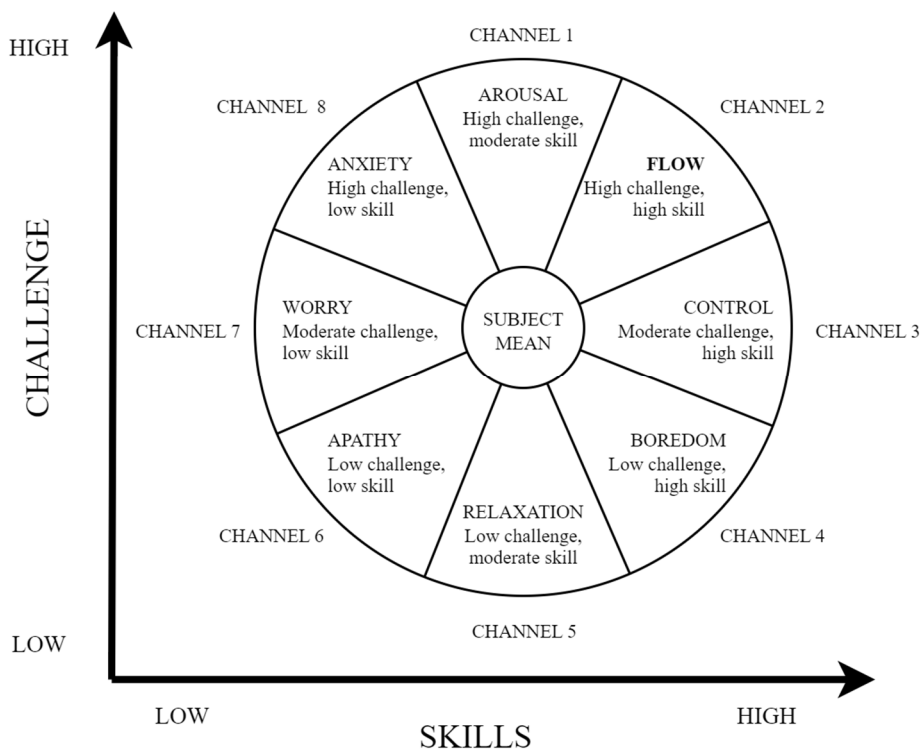 HIGH
CHANNEL 1
CHANNEL 8
CHANNEL 2
AROUSAL
High challenge,
moderate skill
ANXIETY
High challenge,
low skill
FLOW
High challenge,
high skill
CHALLENGE
CHANNEL 7
WORRY
Moderate challenge,
low skill
SUBJECT
MEAN
CONTROL
Moderate challenge,
high skill
CHANNEL 3
APATHY
Low challenge,
low skill
BOREDOM
Low challenge,
high skill
RELAXATION
Low challenge,
moderate skill
CHANNEL 6
CHANNEL 4
CHANNEL 5
LOW
LOW
SKILLS
HIGH